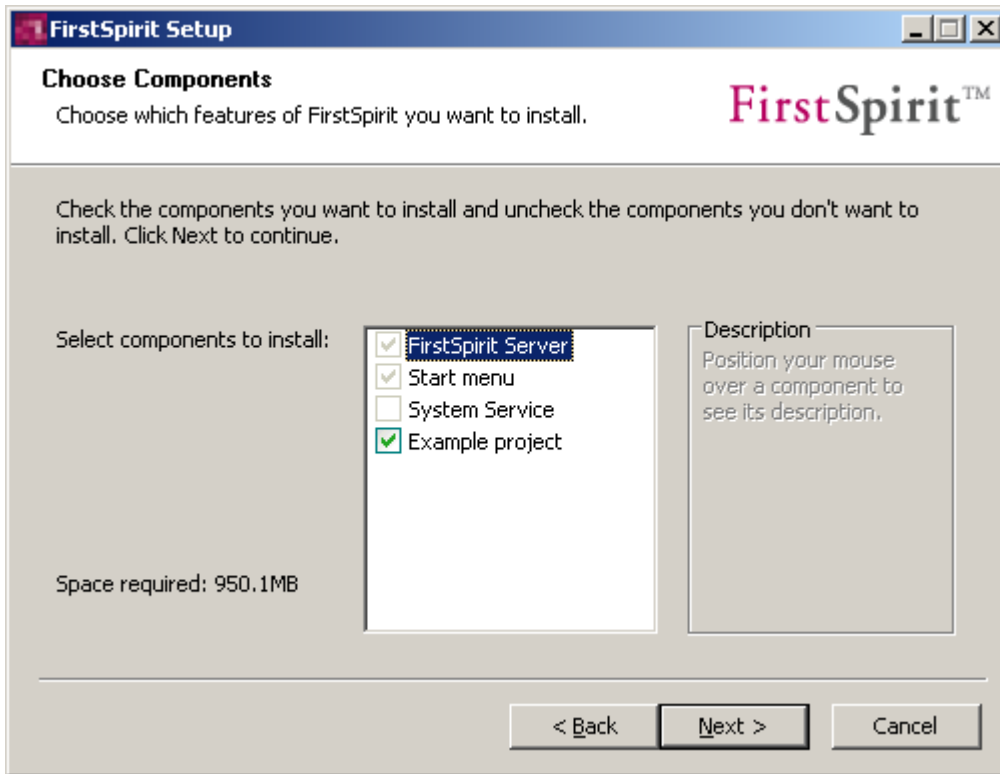 FirstSpirit Setup
Choose Components
Choose which features of FirstSpirit you want to install.
FirstSpirit™
Check the components you want to install and uncheck the components you don't want to
install. Click Next to continue.
Select components to install:
FirstSpirit Server
Start menu
System Service
Example project
Description
Position your mouse
over a component to
see its description.
Space required: 950.1MB
< Back
Next >
Cancel